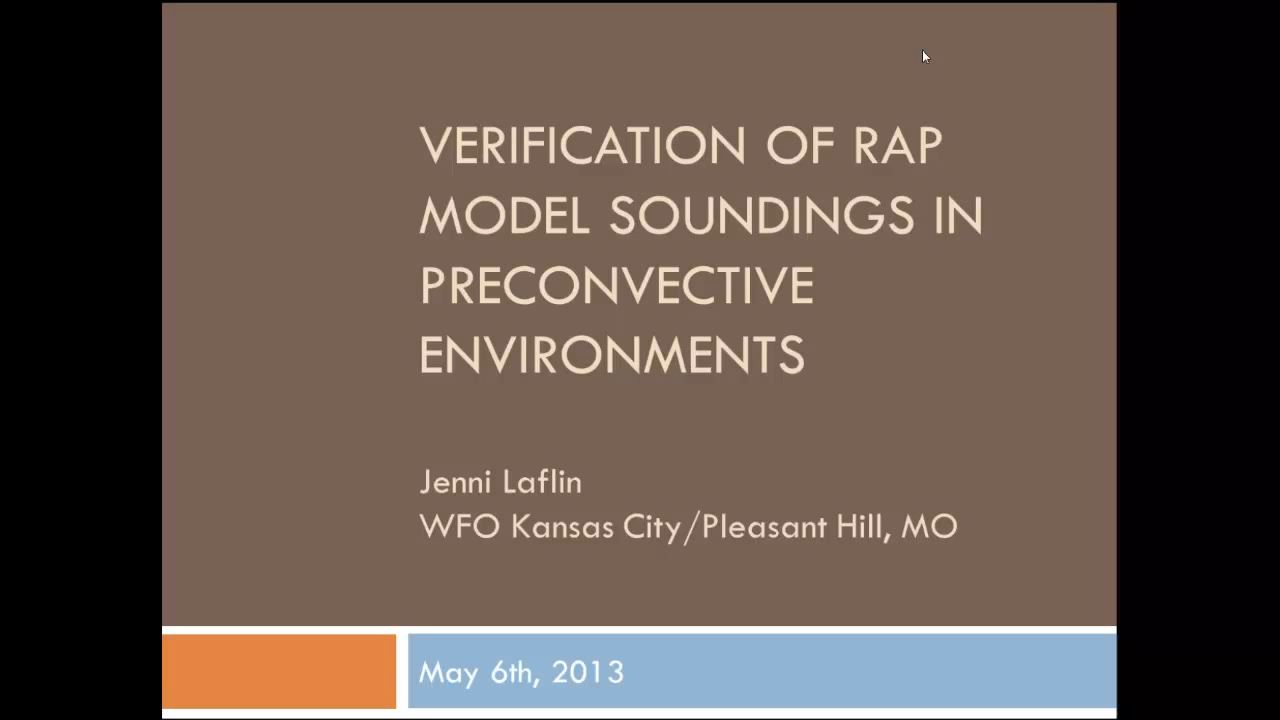 VERIFICATION OF RAP
MODEL SOUNDINGS IN
PRECONVECTIVE
ENVIRONMENTS
Jenni Laflin
WFO Kansas City/Pleasant Hill, MO
May 6th, 2013